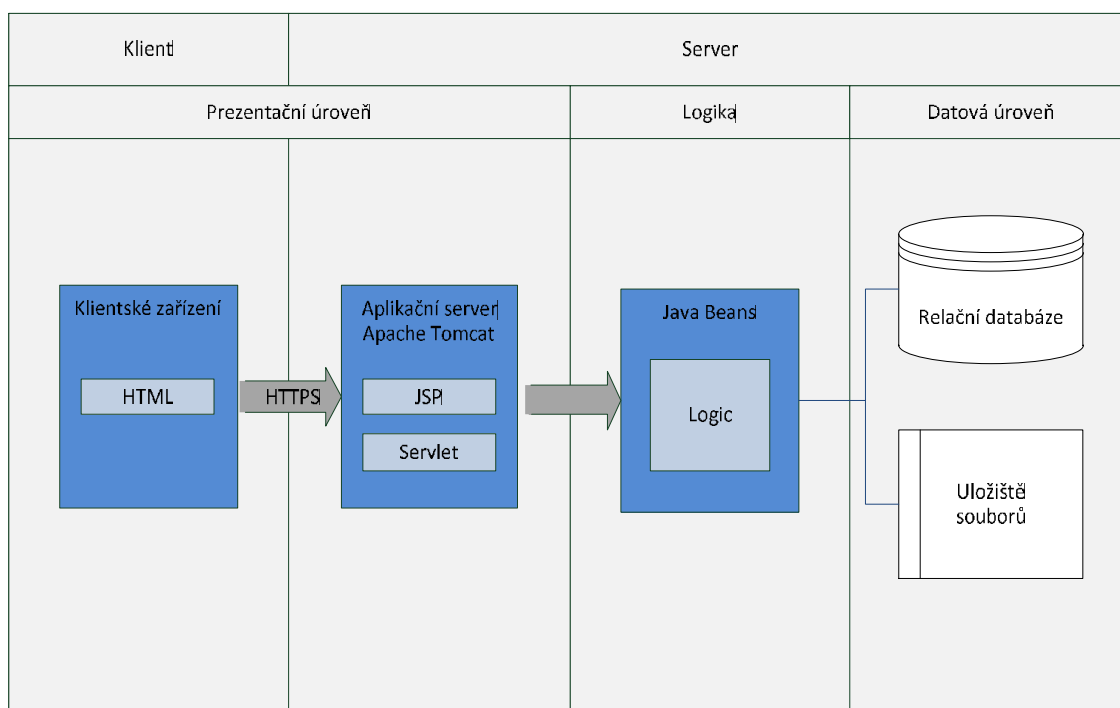 Klient
Server
Prezentační úroveň
Logika
Datová úroveň
Klientské zařízení
HTML
HTTPS
Aplikační server
Apache Tomcat
JSP
Servlet
Java Beans
Logic
Relační databáze
Uložiště
souborů